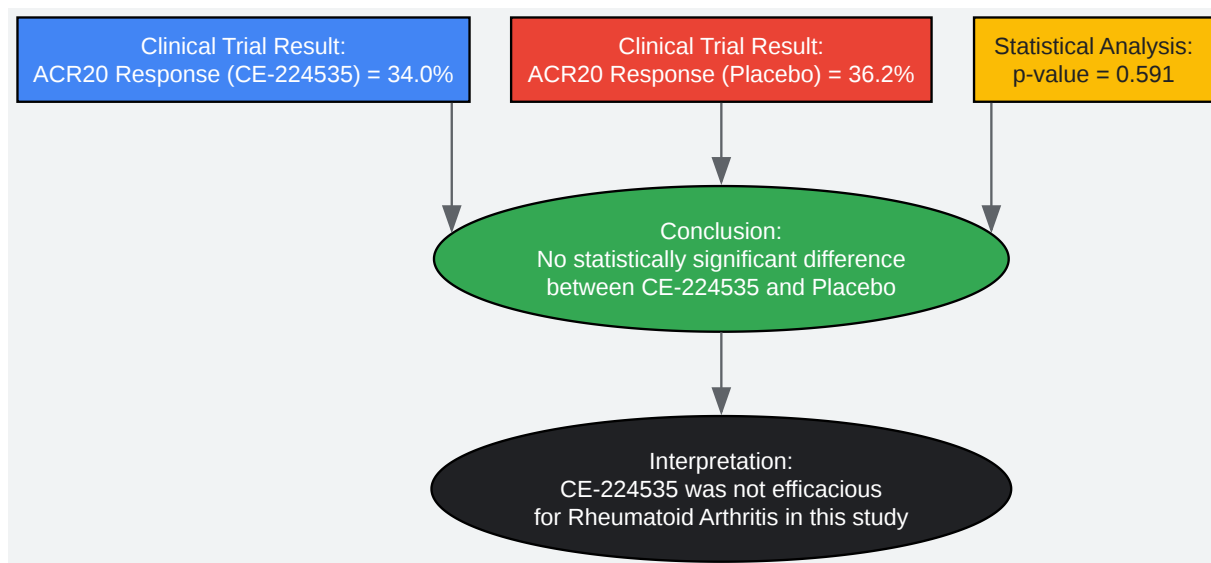 Clinical Trial Result:
ACR20 Response (CE-224535) = 34.0%
Clinical Trial Result:
ACR20 Response (Placebo) = 36.2%
Statistical Analysis:
p-value = 0.591
Conclusion:
No statistically significant difference
between CE-224535 and Placebo
Interpretation:
CE-224535 was not efficacious
for Rheumatoid Arthritis in this study